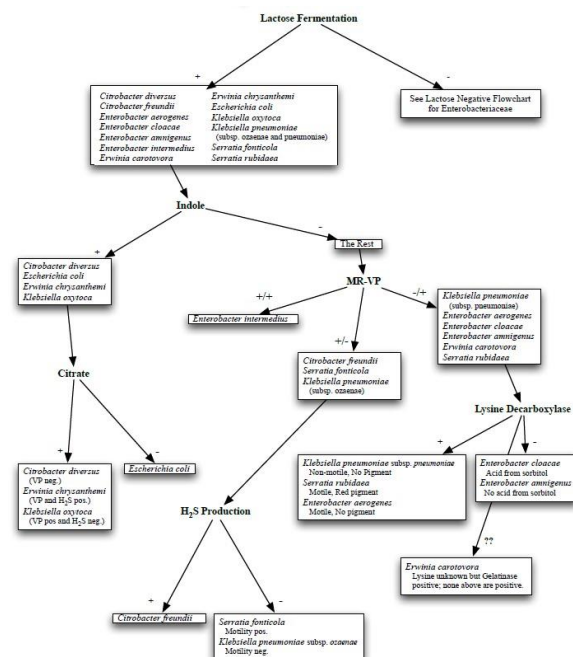 Lactose Fermentation
+
-
Citrobacter diversus
Citrobacter freundii
Enterobacter aerogenes
Enterobacter cloacae
Enterobacter amnigenus
Enterobacter intermedius
Erwinia carotovora
Erwinia chrysanthemi
Escherichia coli
Klebsiella oxytoca
Klebsiella pneumoniae
(subsp. ozaenae and pneumoniae)
Serratia fonticola
Serratia rubidaea
See Lactose Negative Flowchart
for Enterobacteriaceae
Indole
+
-
Citrobacter diversus
Escherichia coli
Erwinia chrysanthemi
Klebsiella oxytoca
The Rest
MR-VP
+/+
+/-
-/+
Enterobacter intermedius
Citrobacter freundii
Serratia fonticola
Klebsiella pneumoniae
(subsp. ozaenae)
Klebsiella pneumoniae
(subsp. pneumoniae)
Enterobacter aerogenes
Enterobacter cloacae
Enterobacter amnigenus
Erwinia carotovora
Serratia rubidaea
Citrate
+
-
Citrobacter diversus
(VP neg.)
Erwinia chrysanthemi
(VP and H₂S pos.)
Klebsiella oxytoca
(VP pos and H₂S neg.)
Escherichia coli
Lysine Decarboxylase
+
-
??
Klebsiella pneumoniae subsp. pneumoniae
Non-motile, No Pigment
Serratia rubidaea
Motile, Red pigment
Enterobacter aerogenes
Motile, No pigment
Enterobacter cloacae
Acid from sorbitol
Enterobacter amnigenus
No acid from sorbitol
Erwinia carotovora
Lysine unknown but Gelatinase
positive; none above are positive.
H₂S Production
+
-
Citrobacter freundii
Serratia fonticola
Motility pos.
Klebsiella pneumoniae subsp. ozaenae
Motility neg.